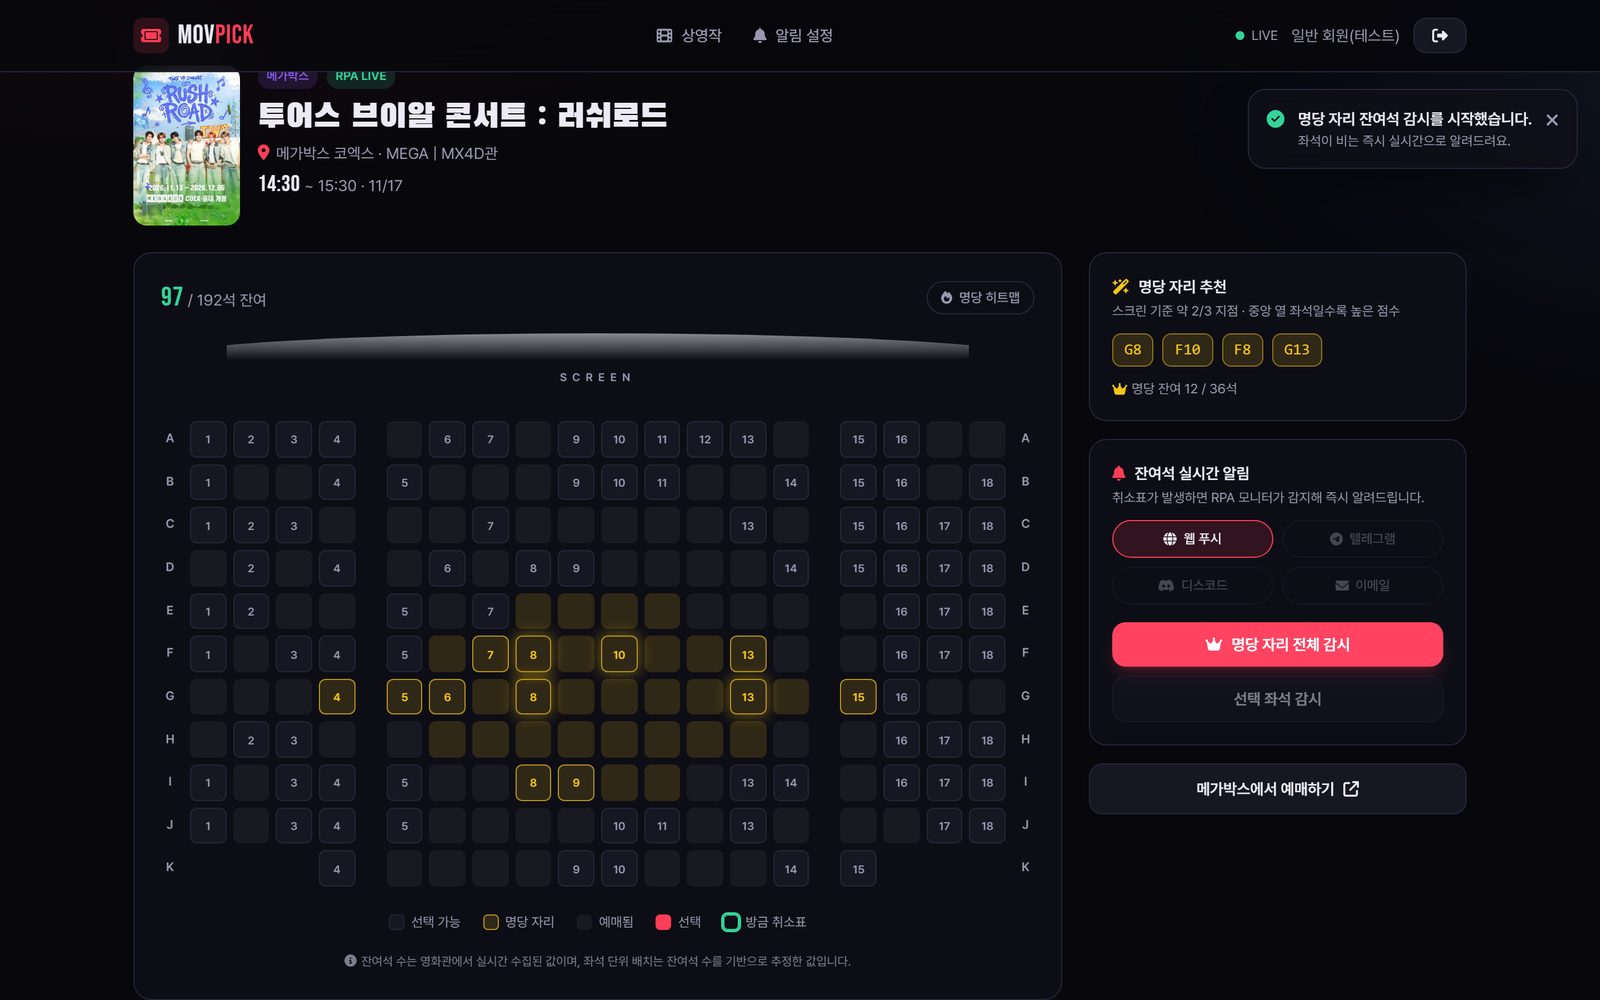 MOVPICK
상영작
알림 설정
LIVE 일반 회원(테스트)
메가박스
RPA LIVE
RUSH
ROAD
2026.11.13 ~ 2026.12.06
투어스 브이알 콘서트 : 러쉬로드
메가박스 코엑스 · MEGA | MX4D관
14:30 ~ 15:30 · 11/17
명당 자리 잔여석 감시를 시작했습니다.
좌석이 비는 즉시 실시간으로 알려드려요.
97 / 192석 잔여
명당 히트맵
SCREEN
A 1 2 3 4 6 7 9 10 11 12 13 15 16 A
B 1 4 5 9 10 11 14 15 16 18 B
C 1 2 3 7 13 15 16 17 18 C
D 2 4 6 8 9 14 15 16 17 18 D
E 1 2 5 7 16 17 18 E
F 1 3 4 5 7 8 10 13 16 17 18 F
G 4 5 6 8 13 15 16 G
H 2 3 16 17 18 H
I 1 3 4 5 8 9 13 14 16 17 18 I
J 1 3 4 5 10 11 13 17 18 J
K 4 9 10 14 15 K
선택 가능
명당 자리
예매됨
선택
방금 취소표
잔여석 수는 영화관에서 실시간 수집된 값이며, 좌석 단위 배치는 잔여석 수를 기반으로 추정한 값입니다.
명당 자리 추천
스크린 기준 약 2/3 지점 · 중앙 열 좌석일수록 높은 점수
G8 F10 F8 G13
명당 잔여 12 / 36석
잔여석 실시간 알림
취소표가 발생하면 RPA 모니터가 감지해 즉시 알려드립니다.
웹 푸시
텔레그램
디스코드
이메일
명당 자리 전체 감시
선택 좌석 감시
메가박스에서 예매하기